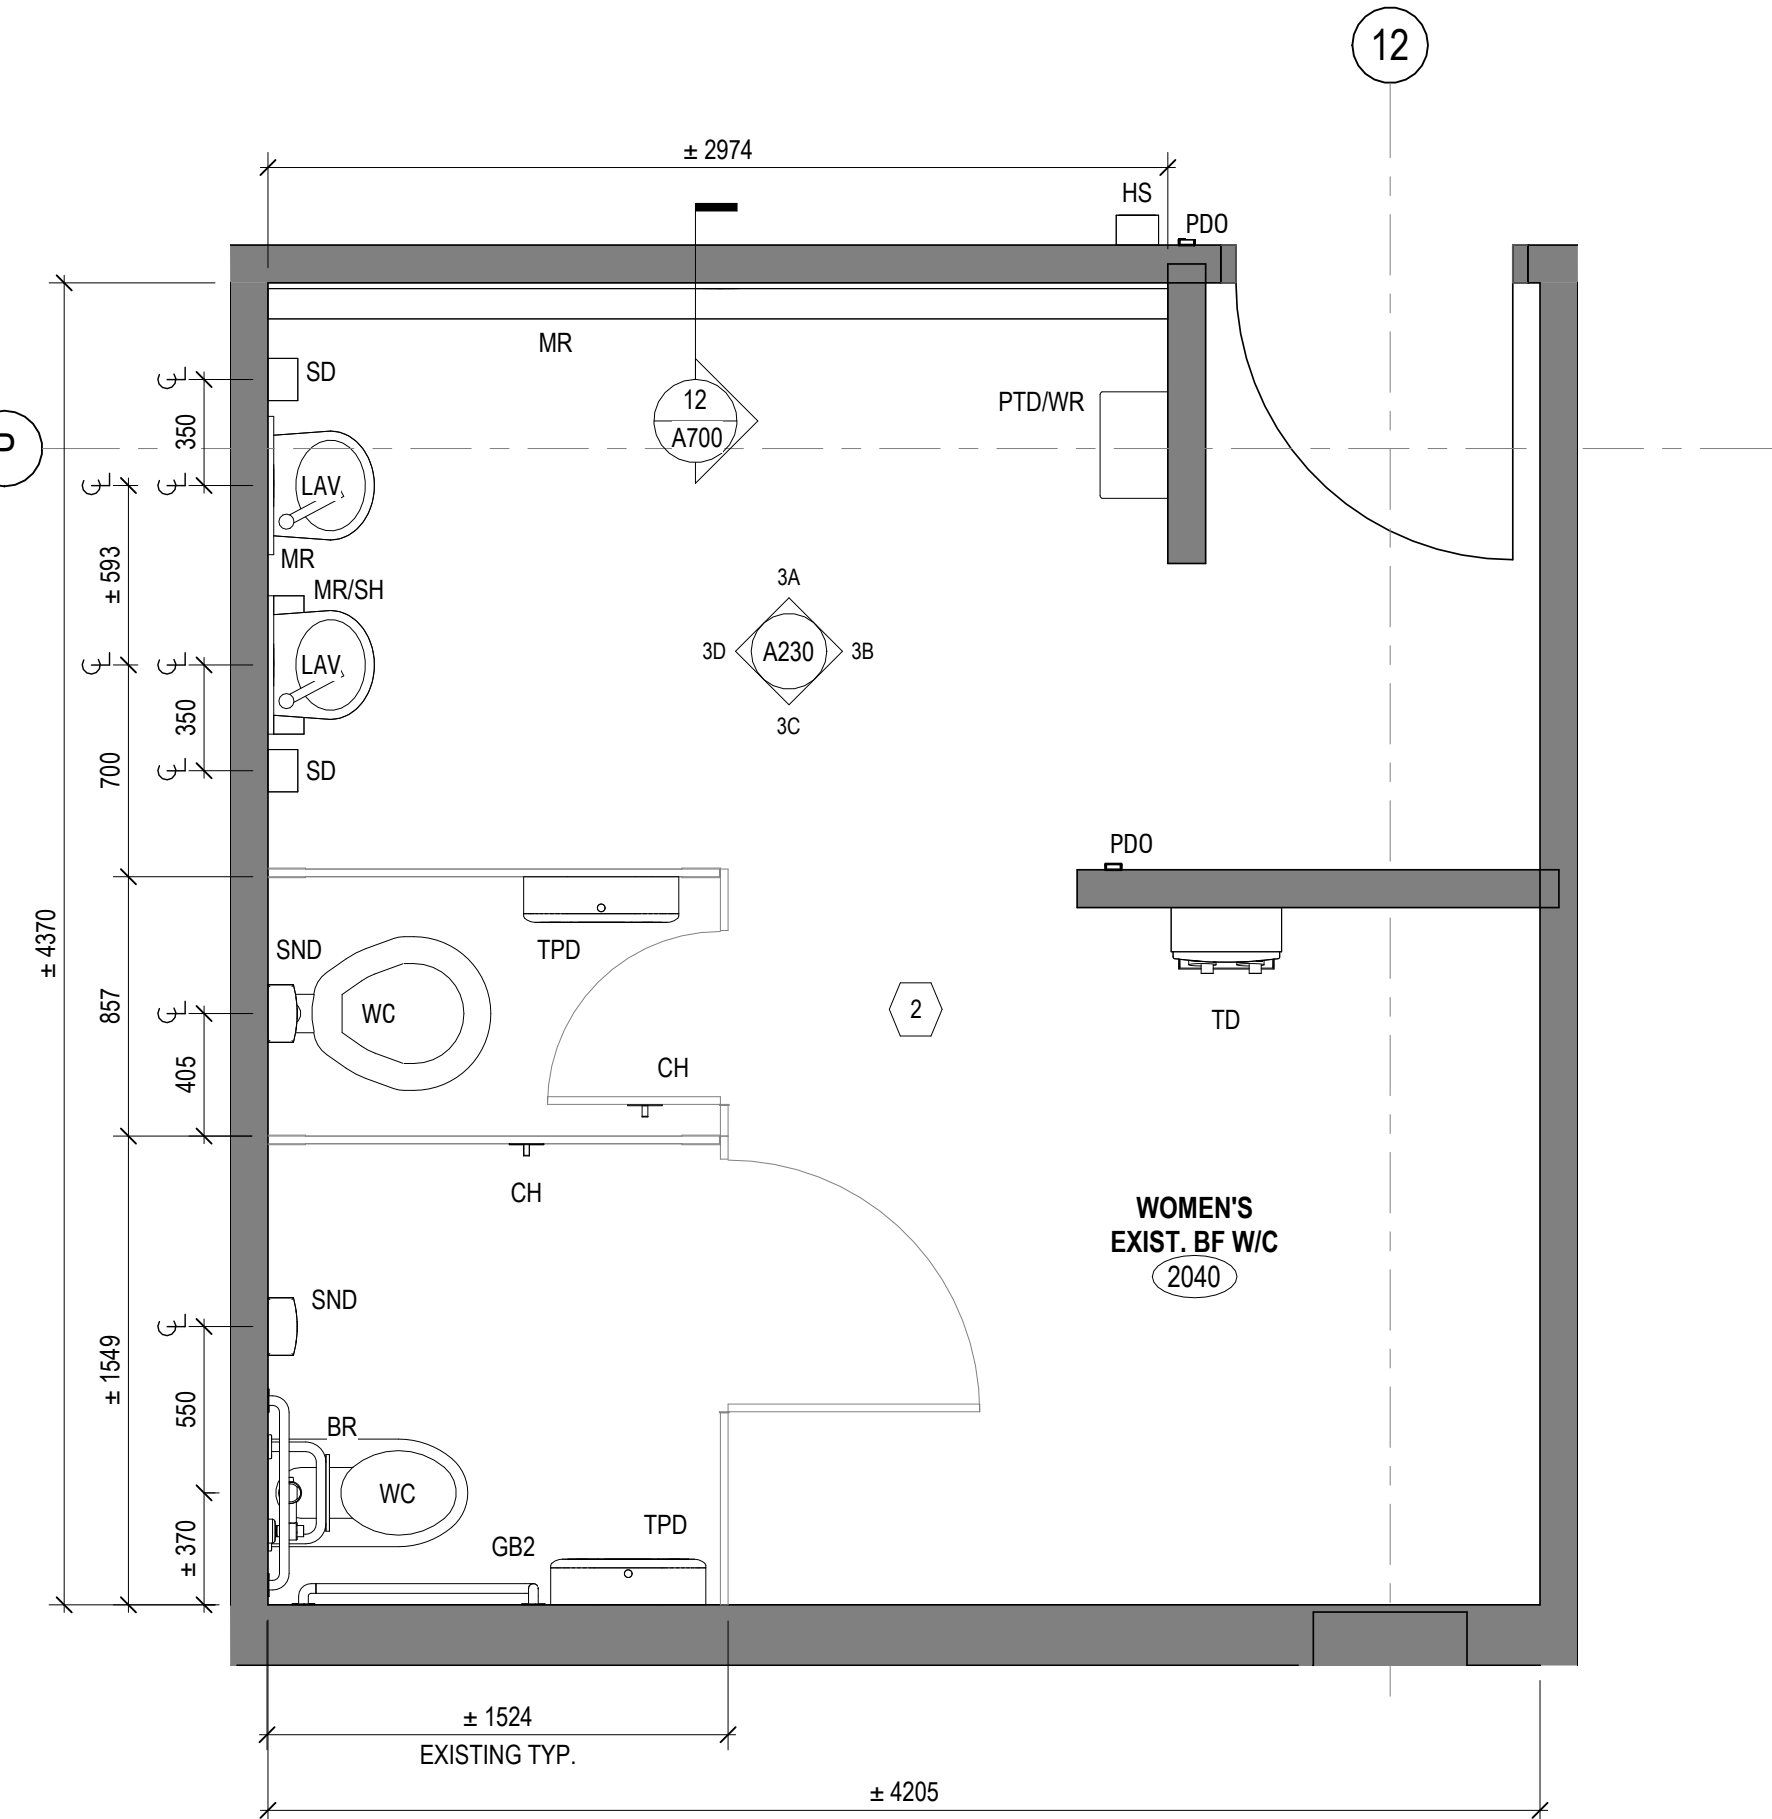 12
± 2974
HS
PDO
MR
SD
12
A700
PTD/WR
350
LAV.
MR
± 593
MR/SH
3A
3D
A230
3B
3C
LAV.
350
700
SD
PDO
± 4370
SND
TPD
857
WC
2
TD
405
CH
CH
WOMEN'S
EXIST. BF W/C
2040
SND
± 1549
550
BR
WC
± 370
GB2
TPD
± 1524
EXISTING TYP.
± 4205